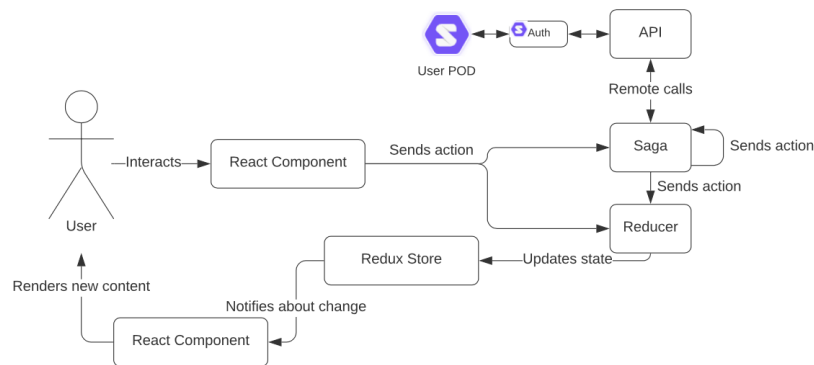 Auth
API
User POD
Remote calls
Interacts
React Component
Sends action
Saga
Sends action
Sends action
User
Reducer
Redux Store
Updates state
Renders new content
Notifies about change
React Component